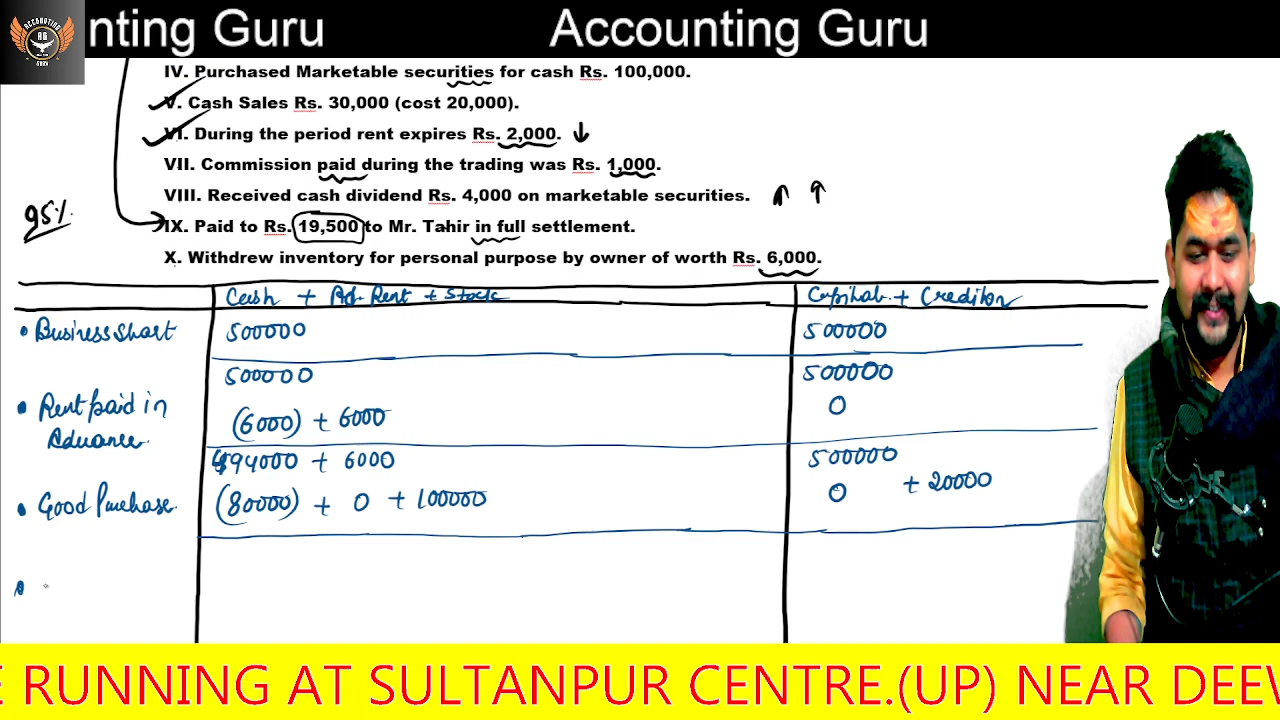 nting Guru Accounting Guru
ACCOUNTING
AG
GURU
IV. Purchased Marketable securities for cash Rs. 100,000.
V. Cash Sales Rs. 30,000 (cost 20,000).
VI. During the period rent expires Rs. 2,000. ↓
VII. Commission paid during the trading was Rs. 1,000.
VIII. Received cash dividend Rs. 4,000 on marketable securities. ↑ ↑
95%
IX. Paid to Rs. 19,500 to Mr. Tahir in full settlement.
X. Withdrew inventory for personal purpose by owner of worth Rs. 6,000.
Cash + Ad. Rent + Stock Capital + Creditor
• Business Start 500000 500000
500000 500000
• Rent paid in Advance (6000) + 6000 0
494000 + 6000 500000
• Good Purchase (80000) + 0 + 100000 0 + 20000
E RUNNING AT SULTANPUR CENTRE.(UP) NEAR DEEV